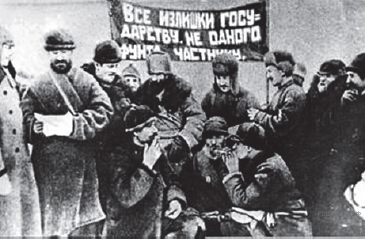 ВСЕ ИЗЛИШКИ ГОСУ=
ДАРСТВУ. НЕ ОДНОГО
ФУНТА ЧАСТНИКУ.